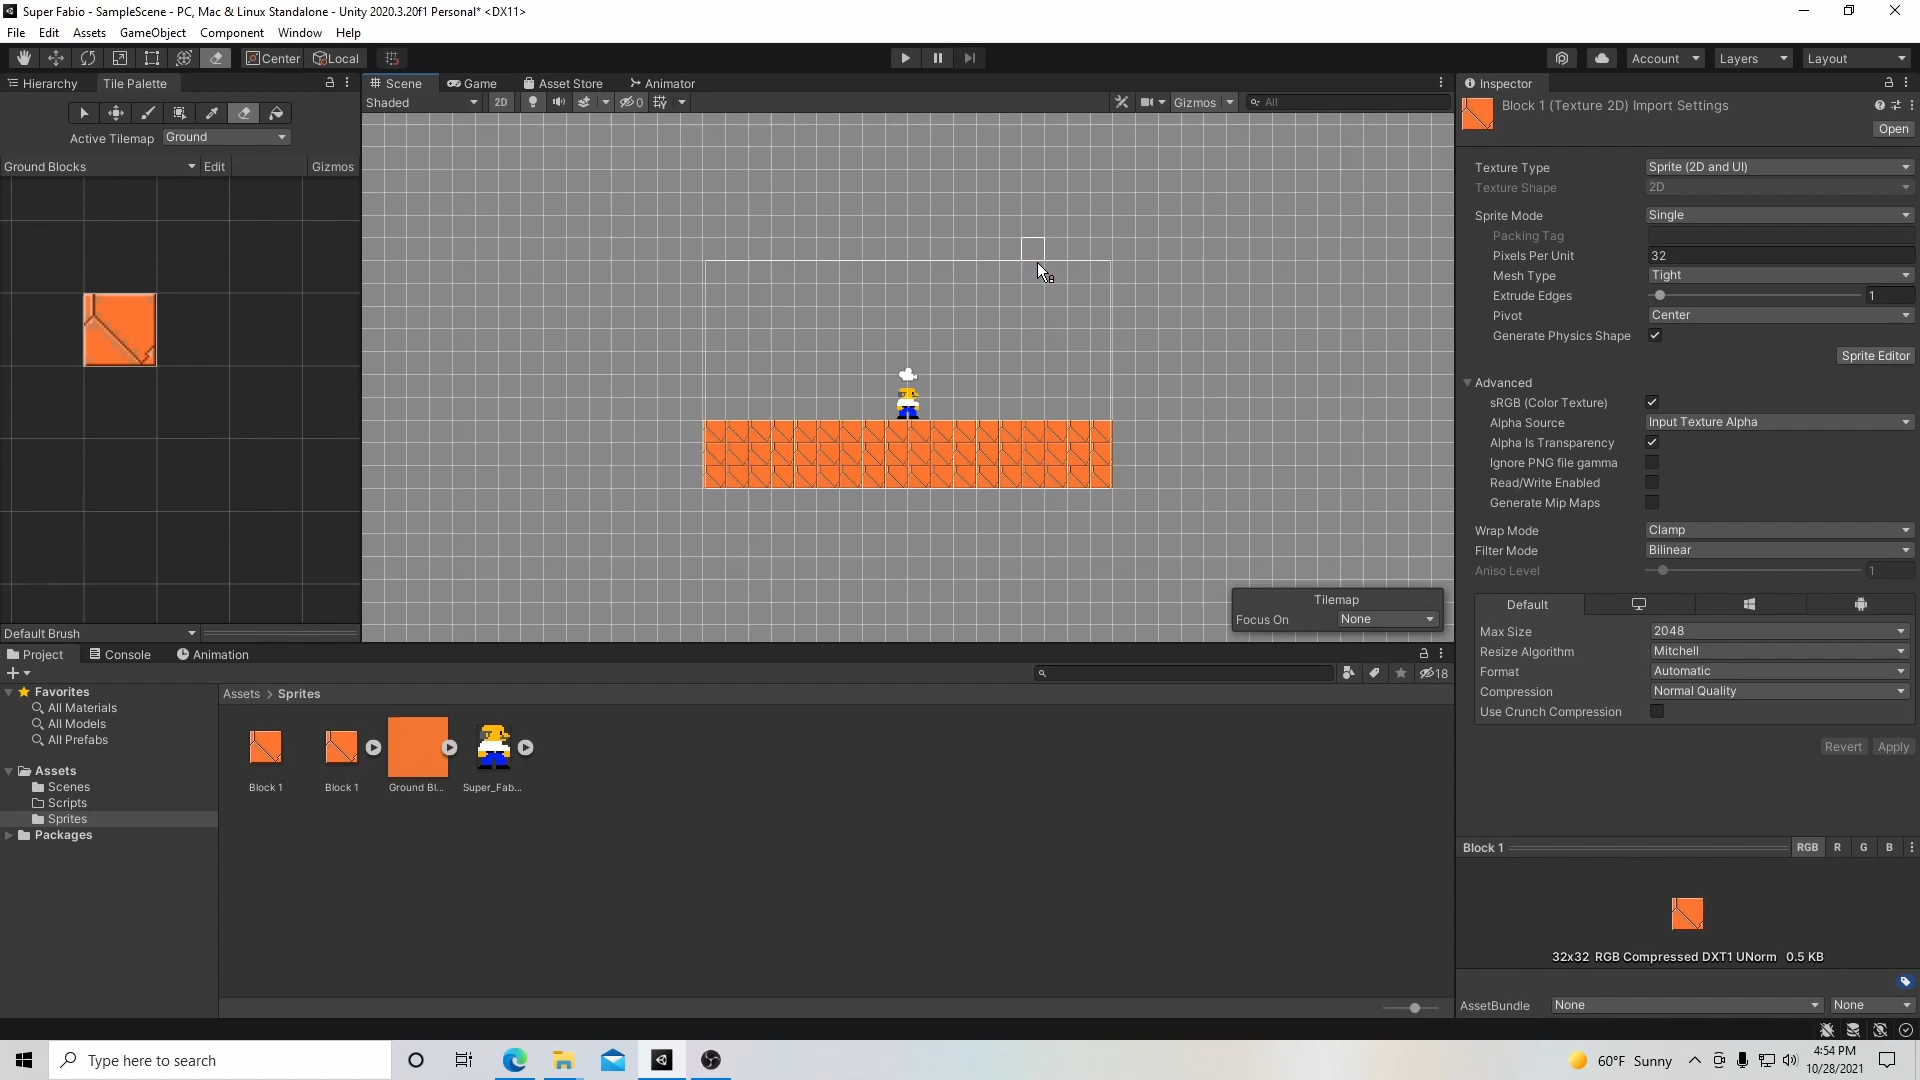 Super Fabio - SampleScene - PC, Mac & Linux Standalone - Unity 2020.3.20f1 Personal* <DX11>
File Edit Assets GameObject Component Window Help
Center Local Account Layers Layout
Hierarchy Tile Palette
Scene Game Asset Store Animator
Inspector
Shaded 2D 0 Gizmos All
Block 1 (Texture 2D) Import Settings
Open
Active Tilemap Ground
Ground Blocks Edit Gizmos
Texture Type Sprite (2D and UI)
Texture Shape 2D
Sprite Mode Single
Packing Tag
Pixels Per Unit 32
Mesh Type Tight
Extrude Edges 1
Pivot Center
Generate Physics Shape
Sprite Editor
Advanced
sRGB (Color Texture)
Alpha Source Input Texture Alpha
Alpha Is Transparency
Ignore PNG file gamma
Read/Write Enabled
Generate Mip Maps
Wrap Mode Clamp
Filter Mode Bilinear
Aniso Level 1
Tilemap
Focus On None
Default
Max Size 2048
Resize Algorithm Mitchell
Format Automatic
Compression Normal Quality
Use Crunch Compression
Revert Apply
Default Brush
Project Console Animation
18
Favorites
All Materials
All Models
All Prefabs
Assets
Scenes
Scripts
Sprites
Packages
Assets > Sprites
Block 1 Block 1 Ground Bl... Super_Fab...
Block 1 RGB R G B
32x32 RGB Compressed DXT1 UNorm 0.5 KB
AssetBundle None None
Type here to search
60°F Sunny
4:54 PM
10/28/2021